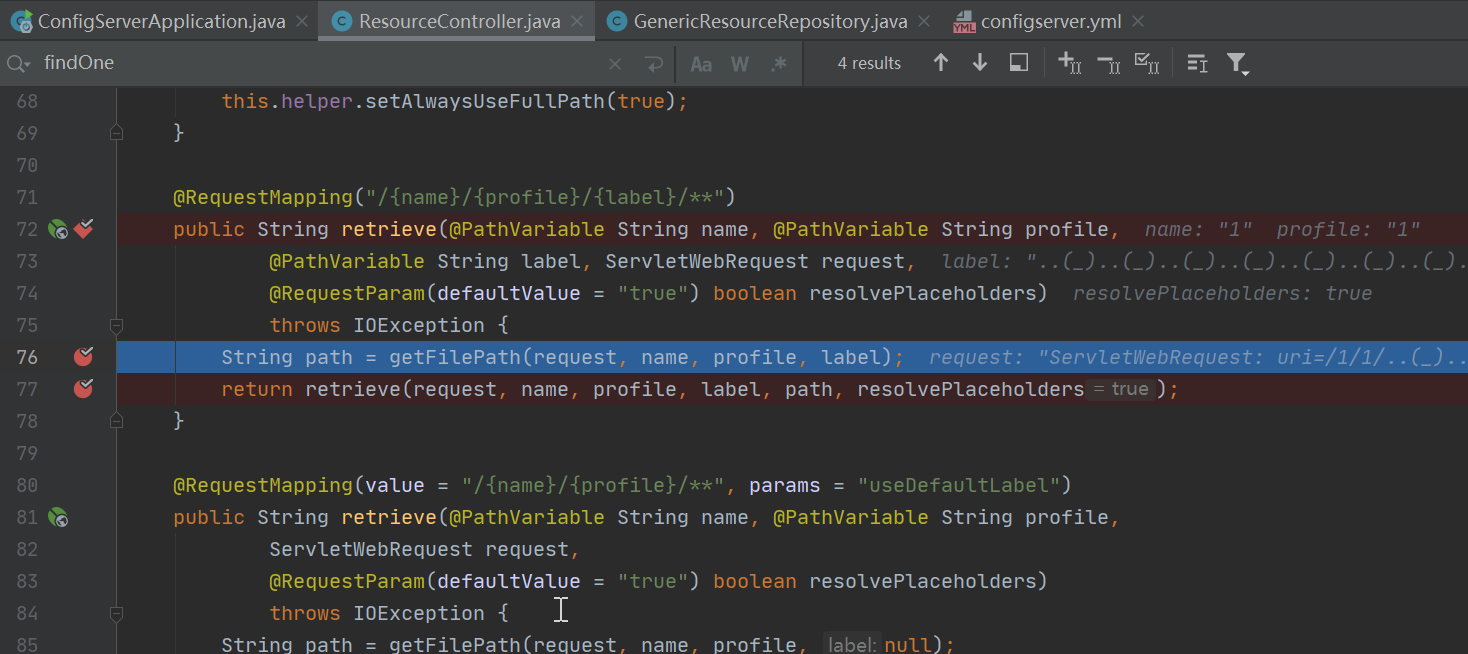 ConfigServerApplication.java ResourceController.java GenericResourceRepository.java configserver.yml
findOne Aa W .* 4 results
68 this.helper.setAlwaysUseFullPath(true);
69 }
70
71 @RequestMapping("/{name}/{profile}/{label}/**")
72 public String retrieve(@PathVariable String name, @PathVariable String profile, name: "1" profile: "1"
73 @PathVariable String label, ServletWebRequest request, label: "..(_)..(_)..(_)..(_)..(_)..(_)..(_).
74 @RequestParam(defaultValue = "true") boolean resolvePlaceholders) resolvePlaceholders: true
75 throws IOException {
76 String path = getFilePath(request, name, profile, label); request: "ServletWebRequest: uri=/1/1/..(_)..
77 return retrieve(request, name, profile, label, path, resolvePlaceholders = true);
78 }
79
80 @RequestMapping(value = "/{name}/{profile}/**", params = "useDefaultLabel")
81 public String retrieve(@PathVariable String name, @PathVariable String profile,
82 ServletWebRequest request,
83 @RequestParam(defaultValue = "true") boolean resolvePlaceholders)
84 throws IOException {
85 String path = getFilePath(request, name, profile, label: null);